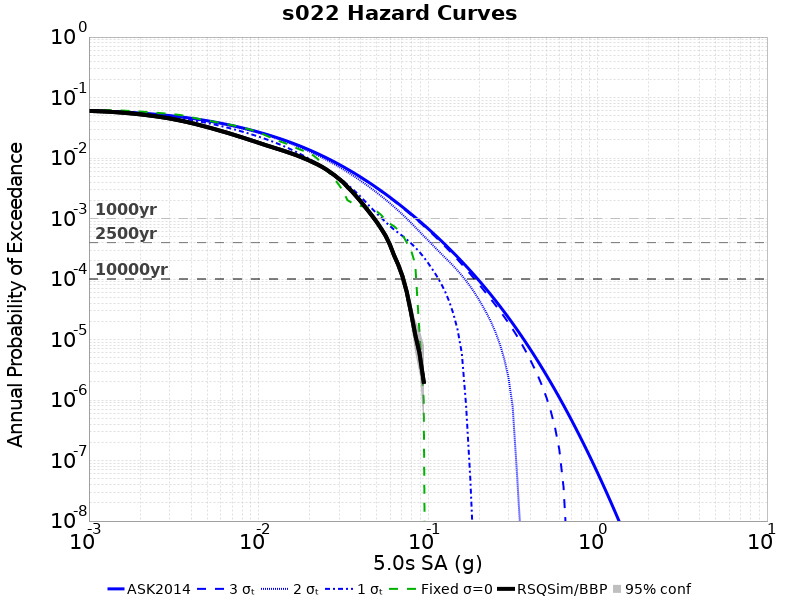 s022 Hazard Curves
10^0
10^-1
10^-2
10^-3
10^-4
10^-5
10^-6
10^-7
10^-8
Annual Probability of Exceedance
1000yr
2500yr
10000yr
10^-3 10^-2 10^-1 10^0 10^1
5.0s SA (g)
ASK2014 3 σₜ 2 σₜ 1 σₜ Fixed σ=0 RSQSim/BBP 95% conf